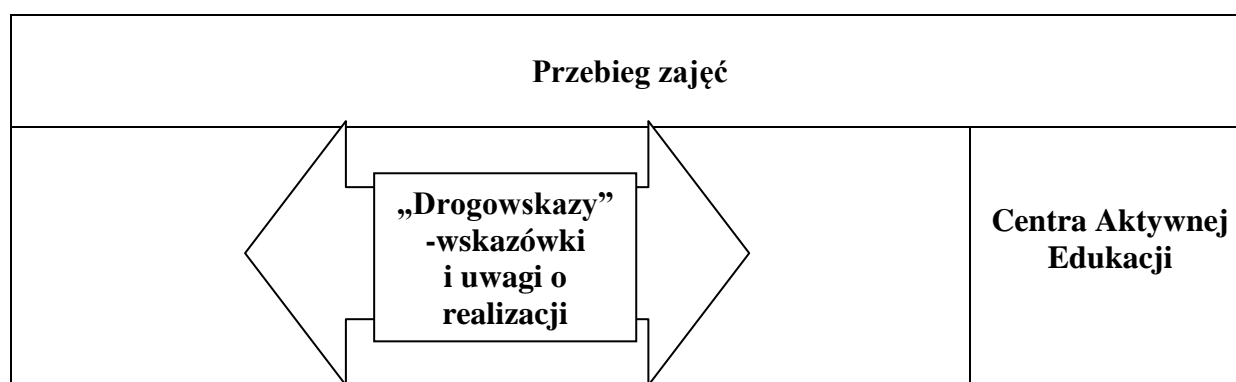 Przebieg zajęć
„Drogowskazy”
-wskazówki
i uwagi o
realizacji
Centra Aktywnej
Edukacji